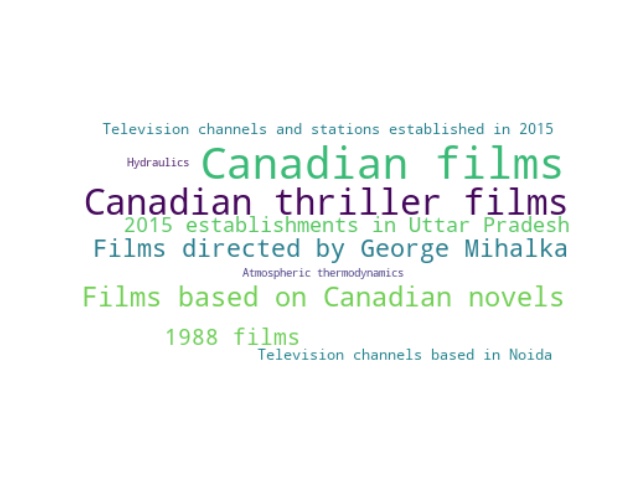 Television channels and stations established in 2015
Hydraulics
Canadian films
Canadian thriller films
2015 establishments in Uttar Pradesh
Films directed by George Mihalka
Atmospheric thermodynamics
Films based on Canadian novels
1988 films
Television channels based in Noida